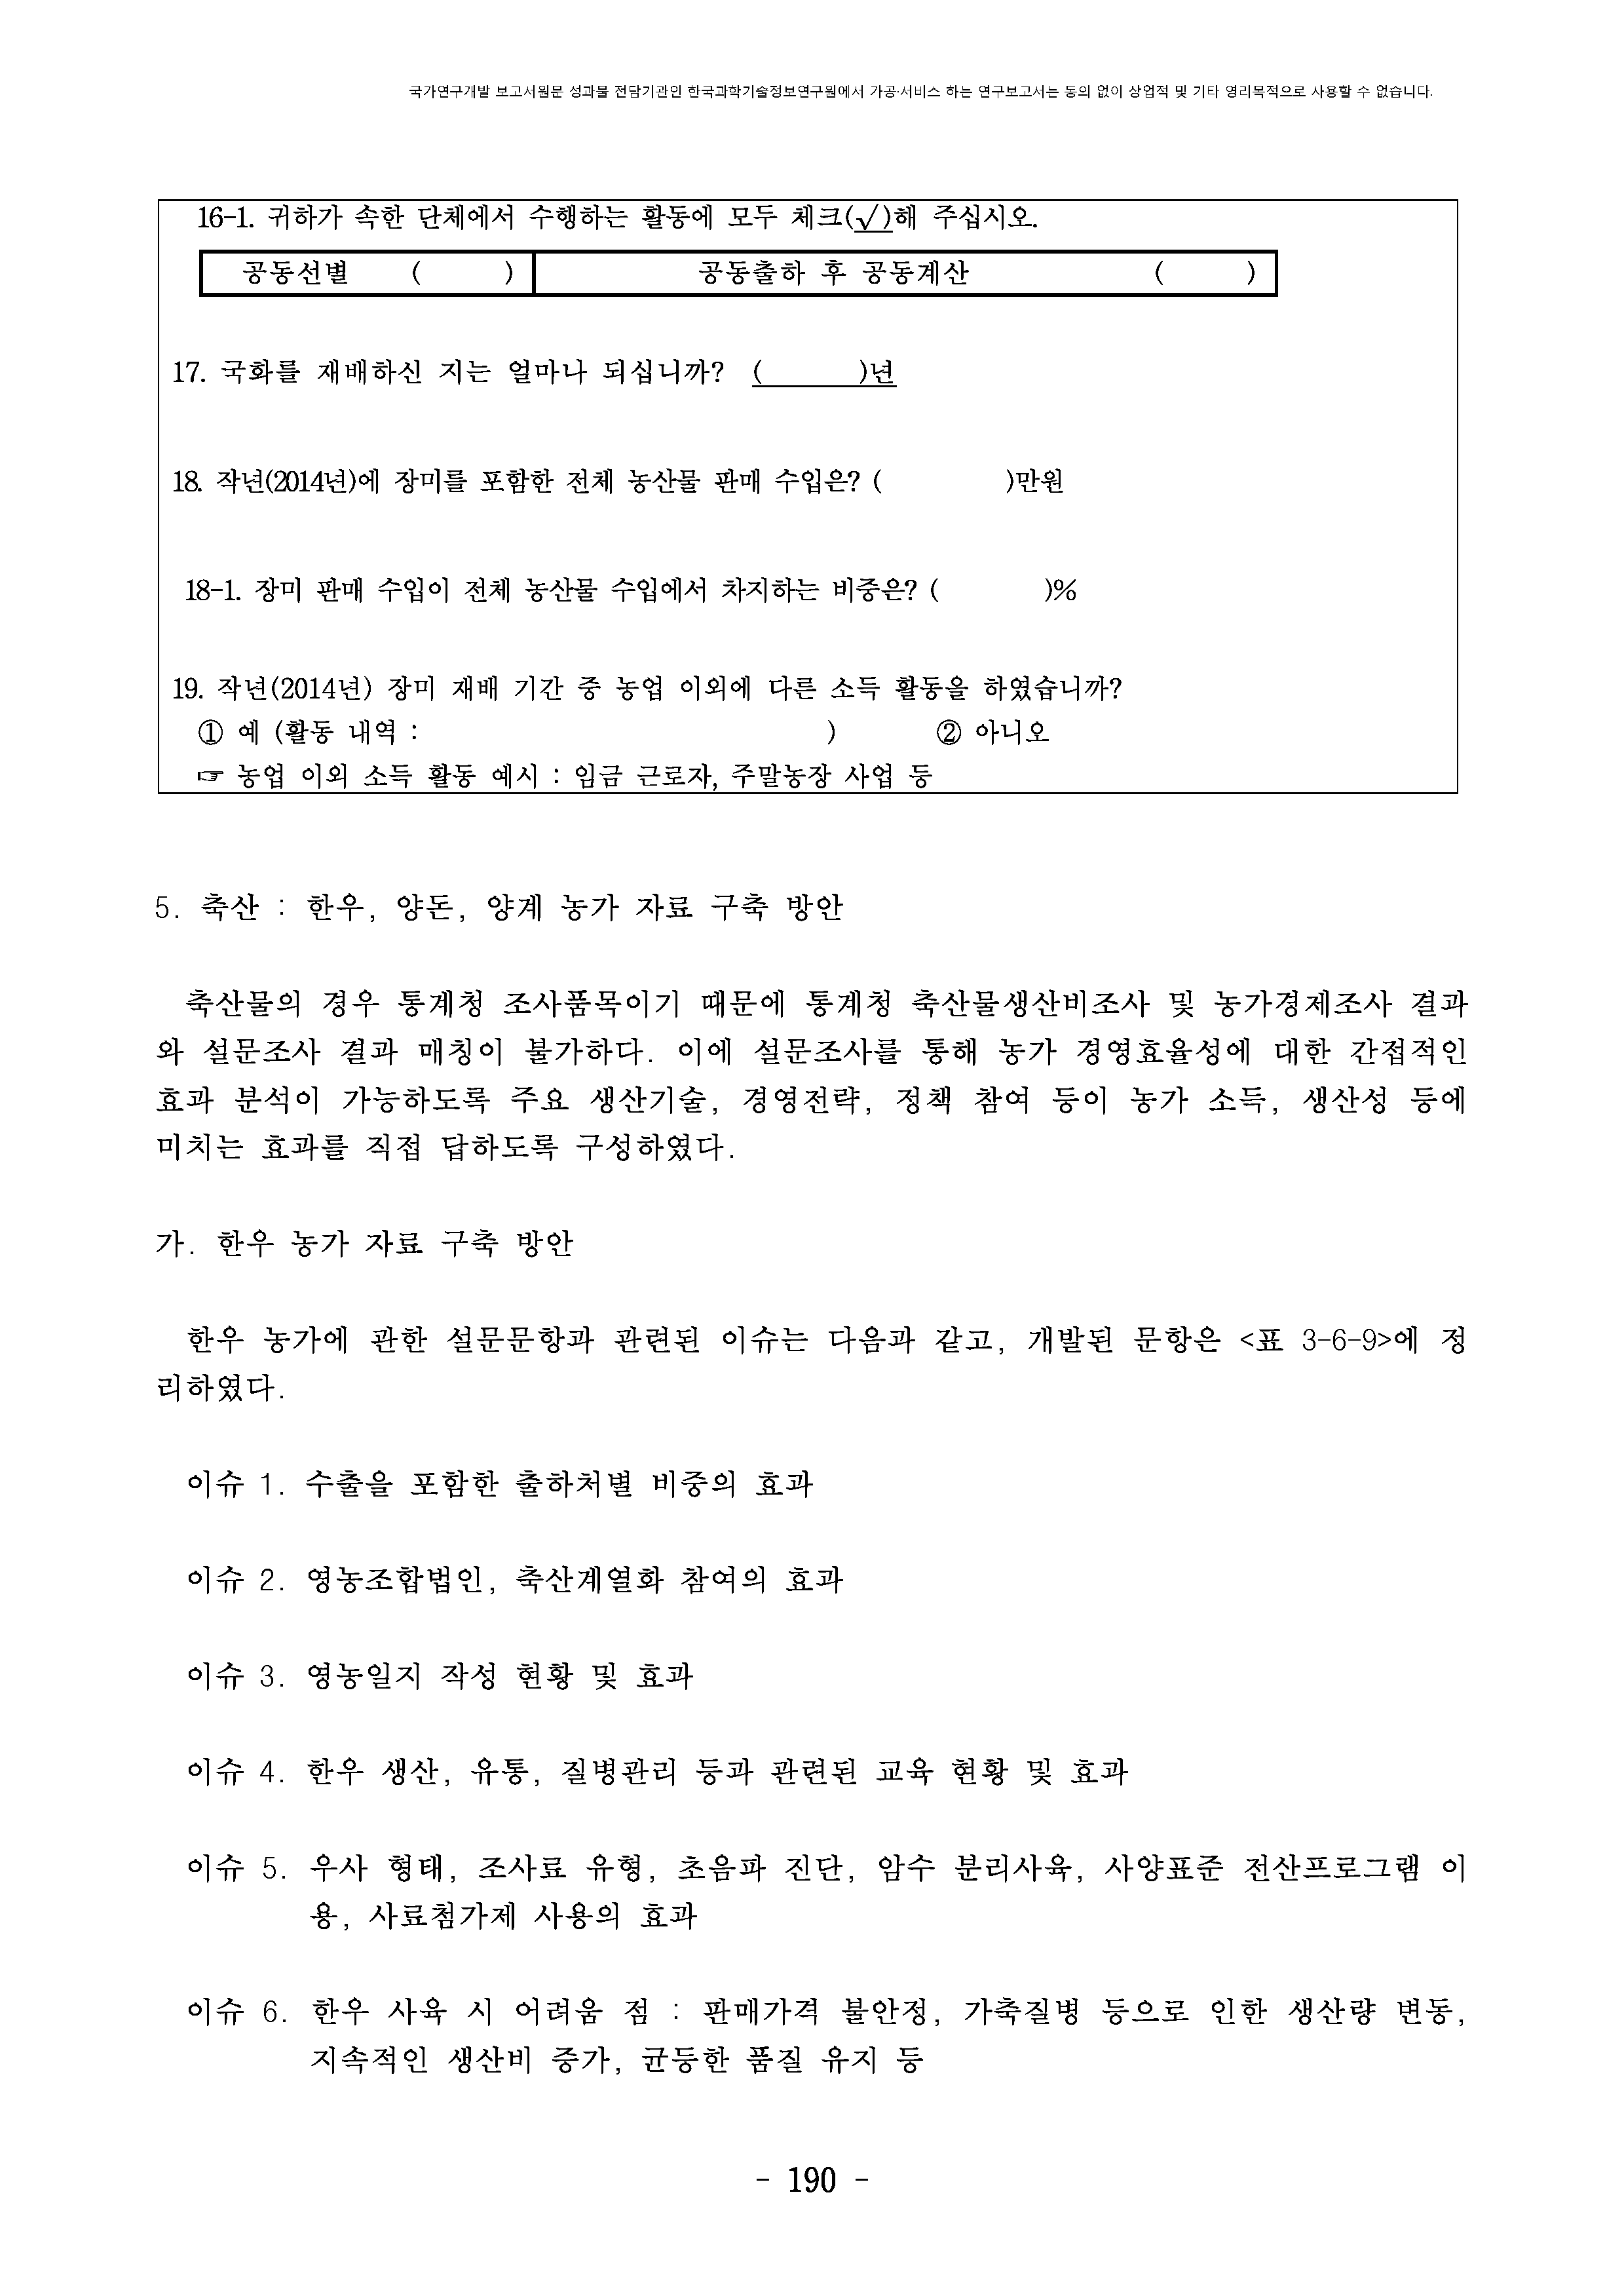 국가연구개발 보고서원문 성과물 전담기관인 한국과학기술정보연구원에서 가공·서비스 하는 연구보고서는 동의 없이 상업적 및 기타 영리목적으로 사용할 수 없습니다.
16-1. 귀하가 속한 단체에서 수행하는 활동에 모두 체크(√)해 주십시오.
공동선별 ( ) 공동출하 후 공동계산 ( )
17. 국화를 재배하신 지는 얼마나 되십니까? ( )년
18. 작년(2014년)에 장미를 포함한 전체 농산물 판매 수입은? ( )만원
18-1. 장미 판매 수입이 전체 농산물 수입에서 차지하는 비중은? ( )%
19. 작년(2014년) 장미 재배 기간 중 농업 이외에 다른 소득 활동을 하였습니까?
① 예 (활동 내역 : ) ② 아니오
☞ 농업 이외 소득 활동 예시 : 임금 근로자, 주말농장 사업 등
5. 축산 : 한우, 양돈, 양계 농가 자료 구축 방안
축산물의 경우 통계청 조사품목이기 때문에 통계청 축산물생산비조사 및 농가경제조사 결과
와 설문조사 결과 매칭이 불가하다. 이에 설문조사를 통해 농가 경영효율성에 대한 간접적인
효과 분석이 가능하도록 주요 생산기술, 경영전략, 정책 참여 등이 농가 소득, 생산성 등에
미치는 효과를 직접 답하도록 구성하였다.
가. 한우 농가 자료 구축 방안
한우 농가에 관한 설문문항과 관련된 이슈는 다음과 같고, 개발된 문항은 <표 3-6-9>에 정
리하였다.
이슈 1. 수출을 포함한 출하처별 비중의 효과
이슈 2. 영농조합법인, 축산계열화 참여의 효과
이슈 3. 영농일지 작성 현황 및 효과
이슈 4. 한우 생산, 유통, 질병관리 등과 관련된 교육 현황 및 효과
이슈 5. 우사 형태, 조사료 유형, 초음파 진단, 암수 분리사육, 사양표준 전산프로그램 이
용, 사료첨가제 사용의 효과
이슈 6. 한우 사육 시 어려움 점 : 판매가격 불안정, 가축질병 등으로 인한 생산량 변동,
지속적인 생산비 증가, 균등한 품질 유지 등
- 190 -